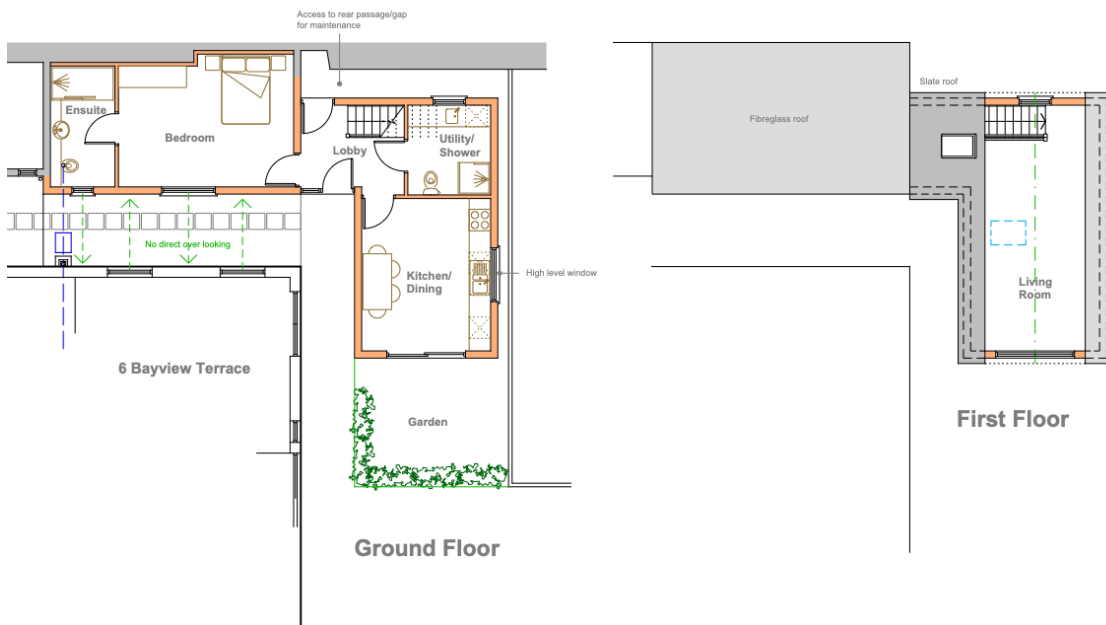 Access to rear passage/gap
for maintenance
Ensuite
Bedroom
Lobby
Utility/
Shower
No direct over looking
Kitchen/
Dining
High level window
6 Bayview Terrace
Garden
Ground Floor
Slate roof
Fibreglass roof
Living
Room
First Floor